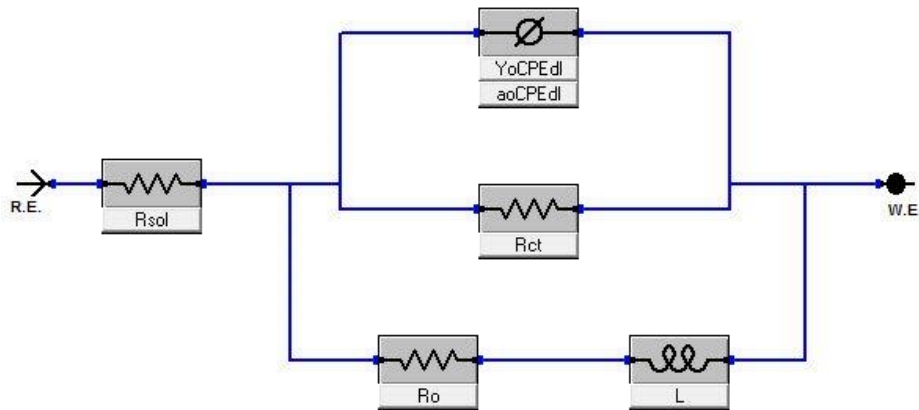 YoCPEdl
aoCPEdl
R.E.
Rsol
Rct
W.E
Ro
L